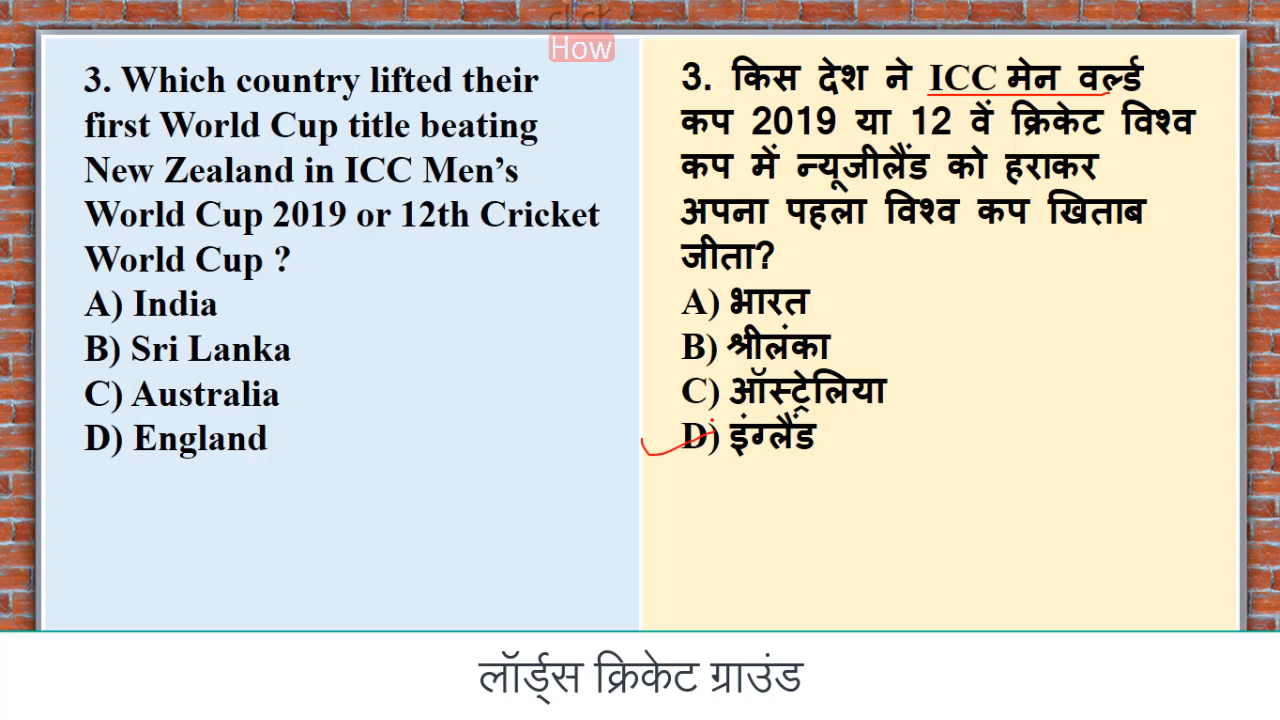 click
How
3. Which country lifted their
first World Cup title beating
New Zealand in ICC Men’s
World Cup 2019 or 12th Cricket
World Cup ?
A) India
B) Sri Lanka
C) Australia
D) England
3. किस देश ने ICC मेन वर्ल्ड
कप 2019 या 12 वें क्रिकेट विश्व
कप में न्यूजीलैंड को हराकर
अपना पहला विश्व कप खिताब
जीता?
A) भारत
B) श्रीलंका
C) ऑस्ट्रेलिया
D) इंग्लैंड
लॉर्ड्स क्रिकेट ग्राउंड